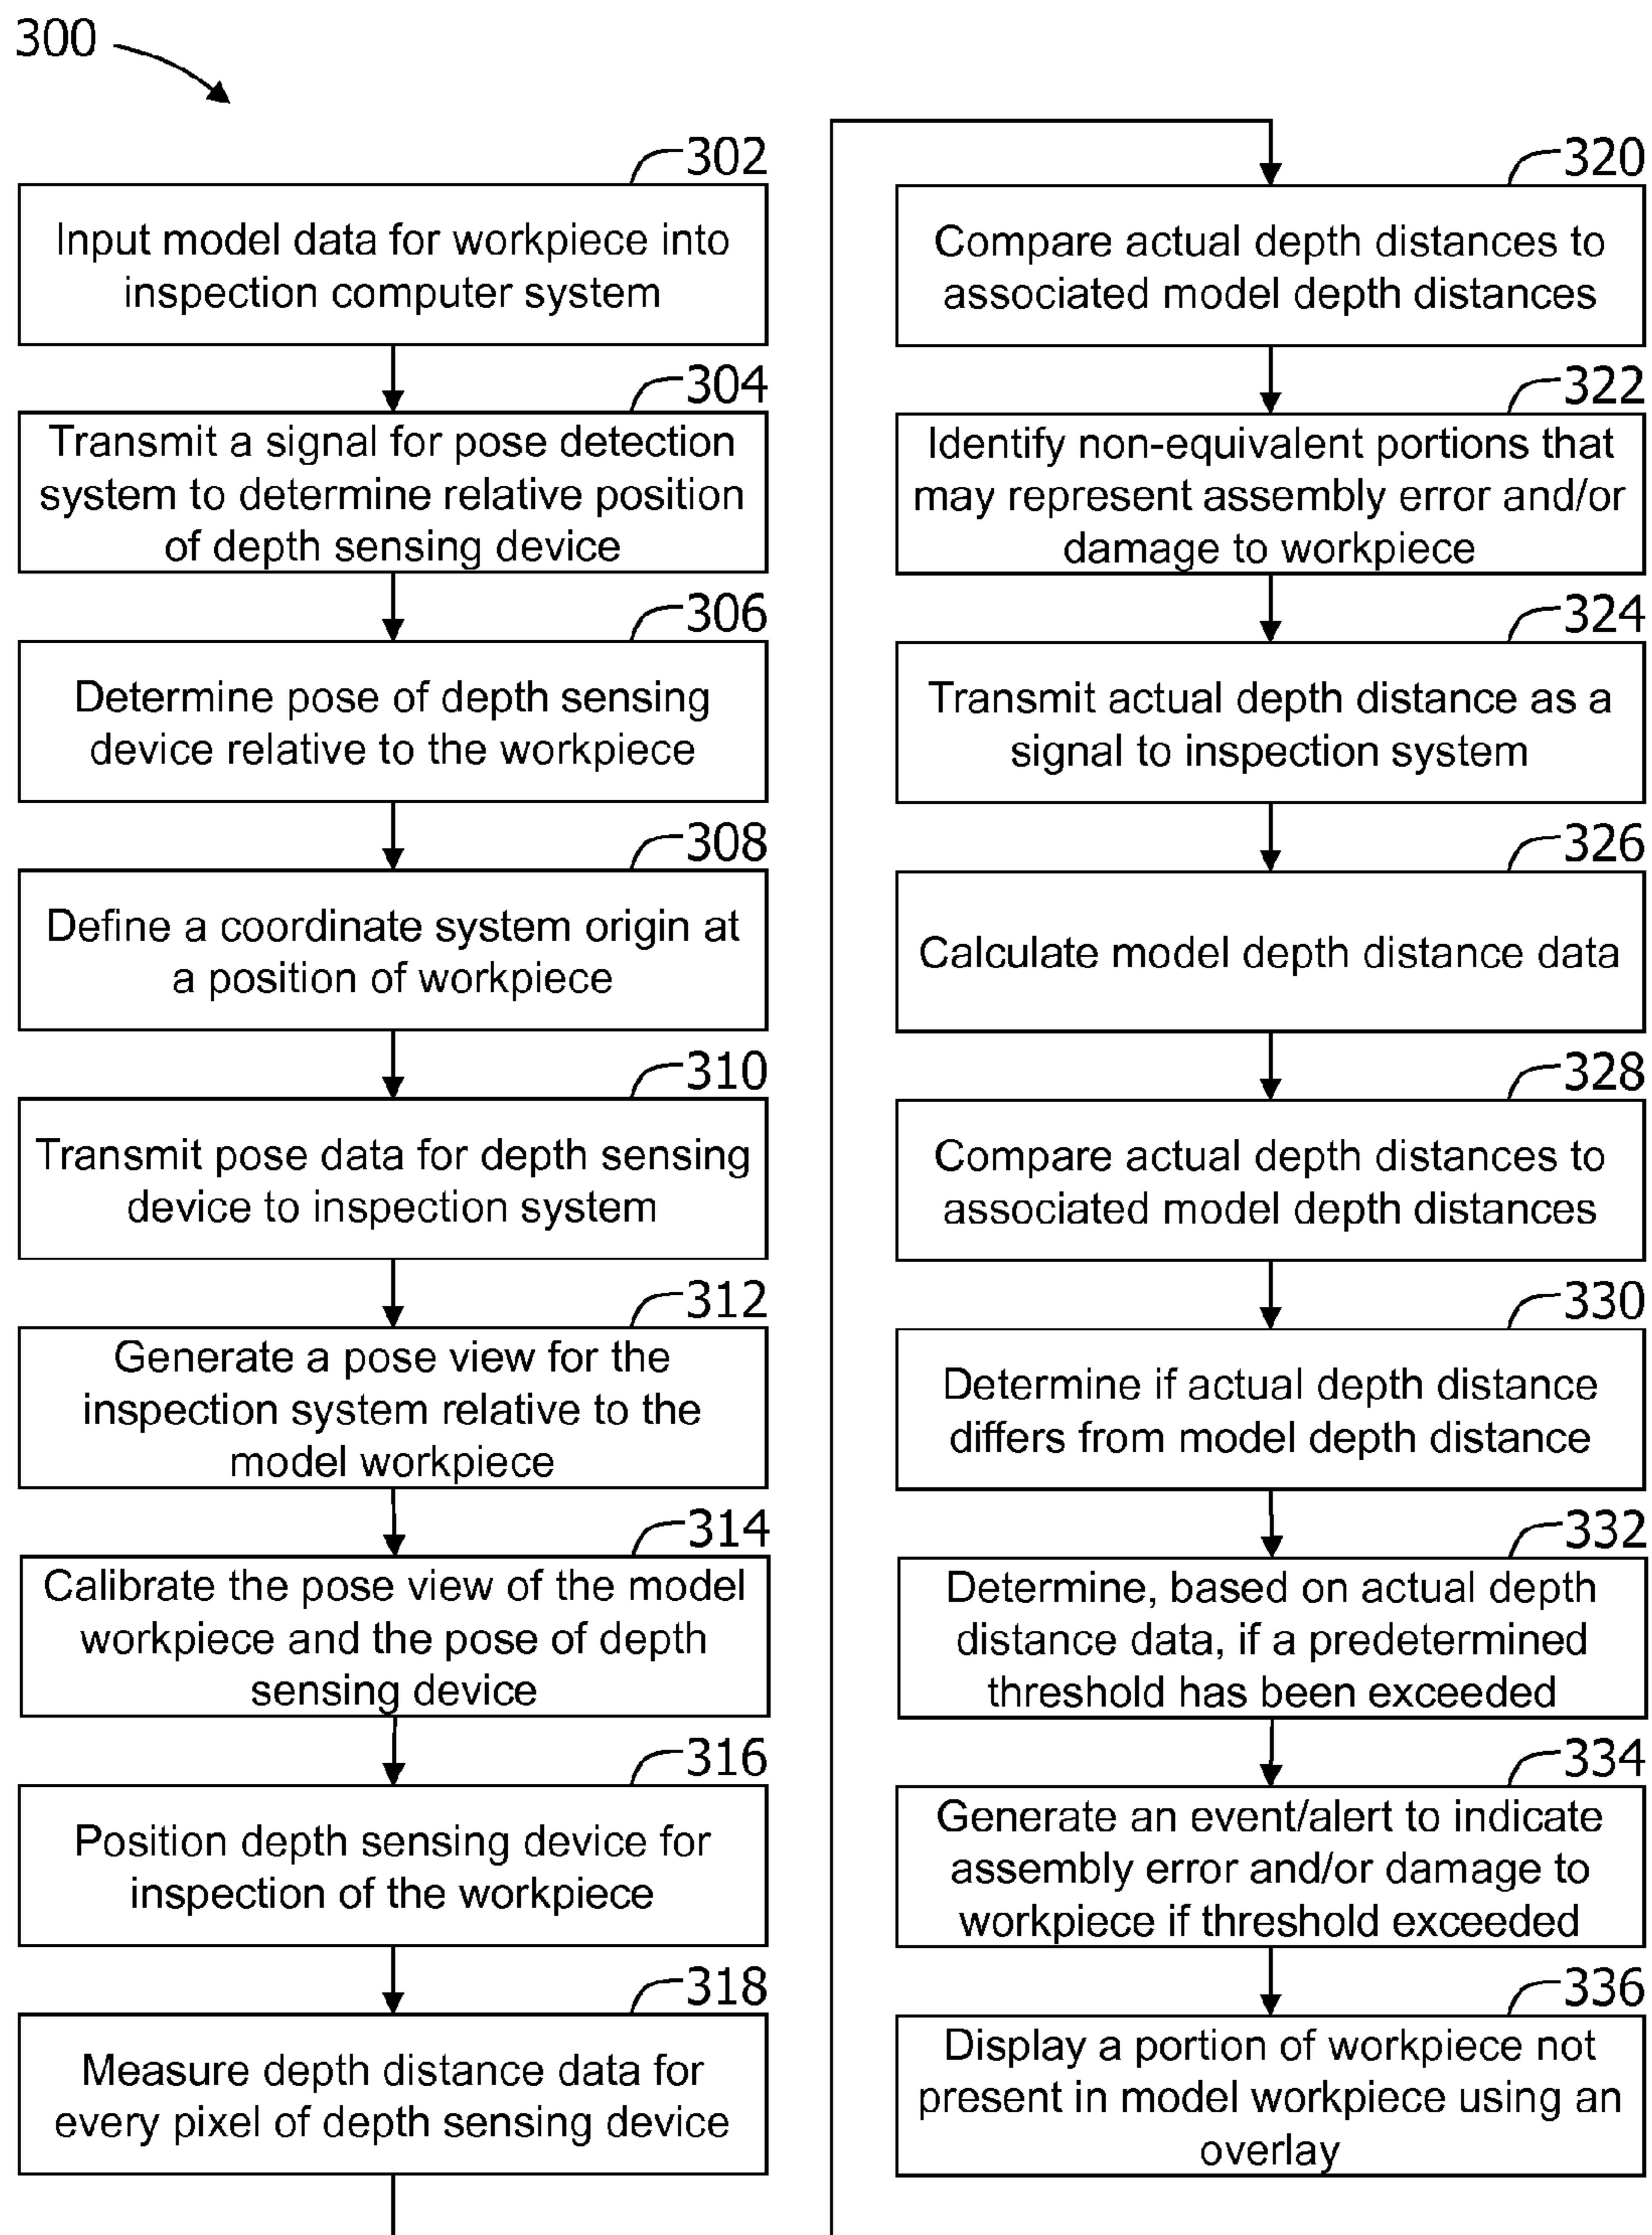 300
302
Input model data for workpiece into
inspection computer system
304
Transmit a signal for pose detection
system to determine relative position
of depth sensing device
306
Determine pose of depth sensing
device relative to the workpiece
308
Define a coordinate system origin at
a position of workpiece
310
Transmit pose data for depth sensing
device to inspection system
312
Generate a pose view for the
inspection system relative to the
model workpiece
314
Calibrate the pose view of the model
workpiece and the pose of depth
sensing device
316
Position depth sensing device for
inspection of the workpiece
318
Measure depth distance data for
every pixel of depth sensing device
320
Compare actual depth distances to
associated model depth distances
322
Identify non-equivalent portions that
may represent assembly error and/or
damage to workpiece
324
Transmit actual depth distance as a
signal to inspection system
326
Calculate model depth distance data
328
Compare actual depth distances to
associated model depth distances
330
Determine if actual depth distance
differs from model depth distance
332
Determine, based on actual depth
distance data, if a predetermined
threshold has been exceeded
334
Generate an event/alert to indicate
assembly error and/or damage to
workpiece if threshold exceeded
336
Display a portion of workpiece not
present in model workpiece using an
overlay